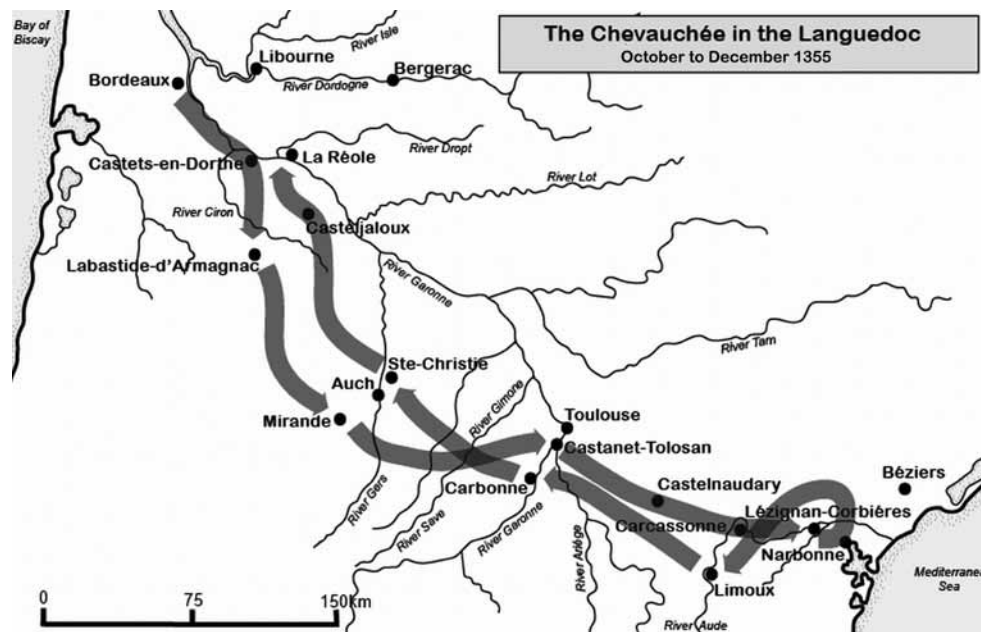 Bay of
Biscay
The Chevauchée in the Languedoc
October to December 1355
River Isle
Libourne
Bergerac
Bordeaux
River Dordogne
Castets-en-Dorthe
La Réole
River Dropt
River Lot
River Ciron
Casteljaloux
Labastide-d'Armagnac
River Garonne
River Tarn
Ste-Christie
Auch
River Gimone
Mirande
Toulouse
Castanet-Tolosan
Carbonne
Castelnaudary
Béziers
River Gers
River Save
River Garonne
Lézignan-Corbières
Carcassonne
River Ariège
Narbonne
Limoux
Mediterranean
Sea
0 75 150km
River Aude